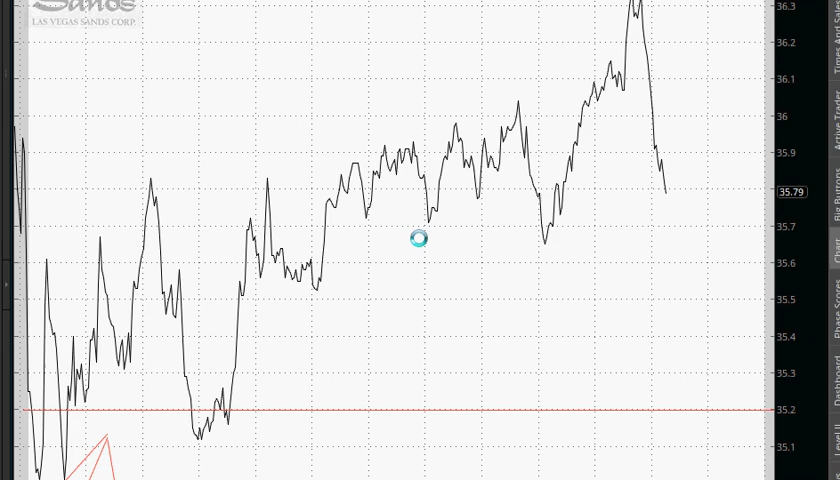 Sands
LAS VEGAS SANDS CORP.
36.3
36.2
36.1
36
35.9
35.79
35.7
35.6
35.5
35.4
35.3
35.2
35.1
Times And Sales
Active Trader
Big Buttons
Chart
Phase Scores
Dashboard
Level II